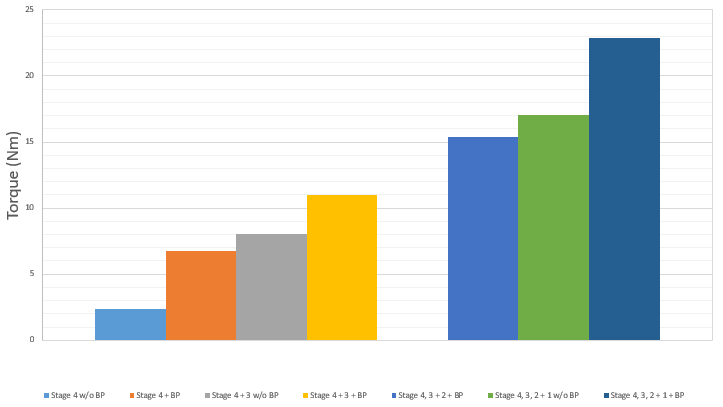 25
20
15
10
5
0
Torque (Nm)
Stage 4 w/o BP
Stage 4 + BP
Stage 4 + 3 w/o BP
Stage 4 + 3 + BP
Stage 4, 3 + 2 + BP
Stage 4, 3, 2 + 1 w/o BP
Stage 4, 3, 2 + 1 + BP